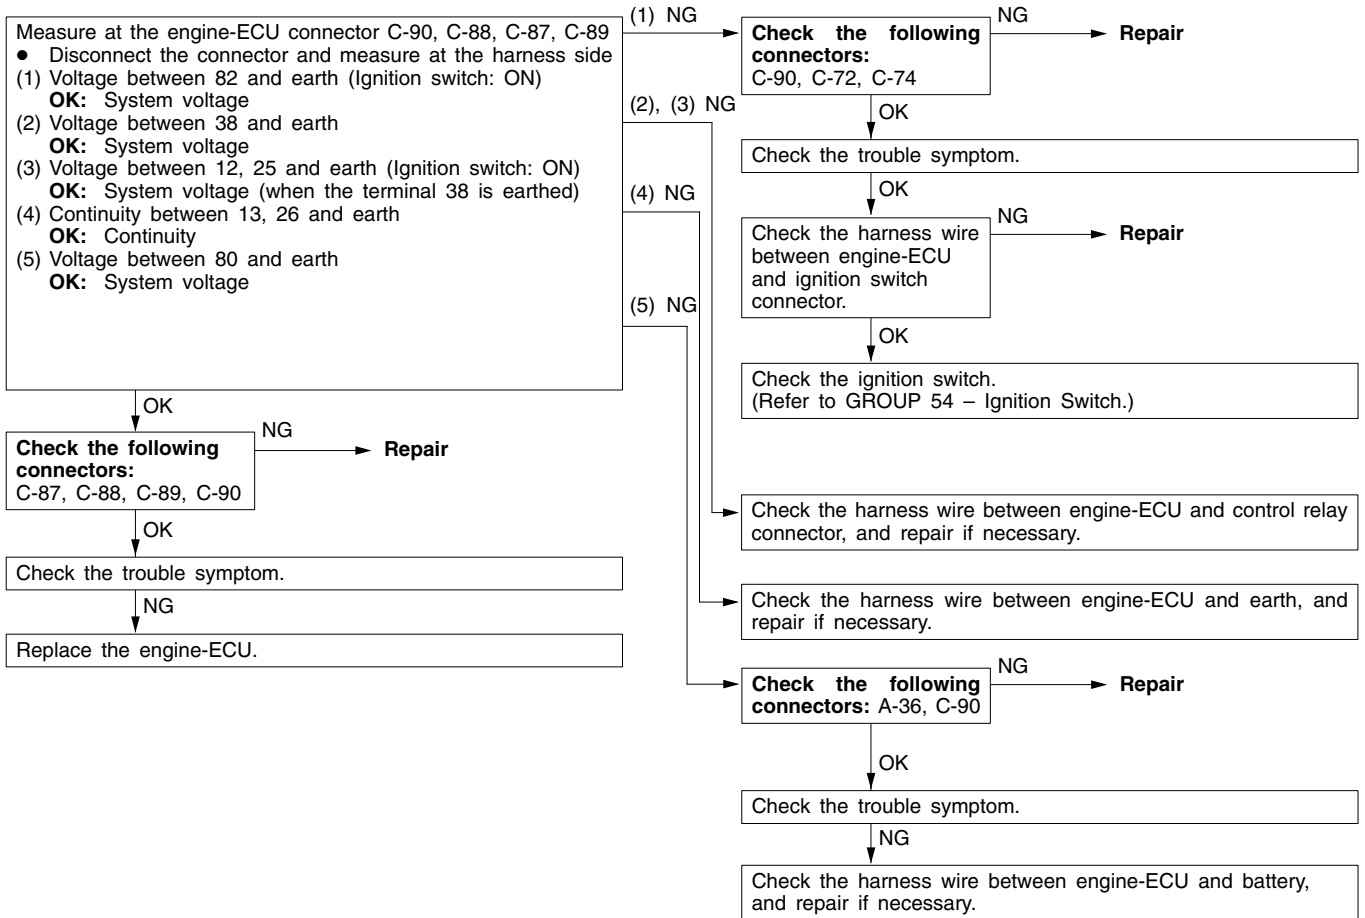 Measure at the engine-ECU connector C-90, C-88, C-87, C-89
● Disconnect the connector and measure at the harness side
(1) Voltage between 82 and earth (Ignition switch: ON)
OK: System voltage
(2) Voltage between 38 and earth
OK: System voltage
(3) Voltage between 12, 25 and earth (Ignition switch: ON)
OK: System voltage (when the terminal 38 is earthed)
(4) Continuity between 13, 26 and earth
OK: Continuity
(5) Voltage between 80 and earth
OK: System voltage
OK
Check the following
connectors:
C-87, C-88, C-89, C-90
NG
Repair
OK
Check the trouble symptom.
NG
Replace the engine-ECU.
(1) NG
Check the following
connectors:
C-90, C-72, C-74
NG
Repair
OK
Check the trouble symptom.
OK
Check the harness wire
between engine-ECU
and ignition switch
connector.
NG
Repair
OK
Check the ignition switch.
(Refer to GROUP 54 – Ignition Switch.)
(2), (3) NG
Check the harness wire between engine-ECU and control relay
connector, and repair if necessary.
(4) NG
Check the harness wire between engine-ECU and earth, and
repair if necessary.
(5) NG
Check the following
connectors: A-36, C-90
NG
Repair
OK
Check the trouble symptom.
NG
Check the harness wire between engine-ECU and battery,
and repair if necessary.